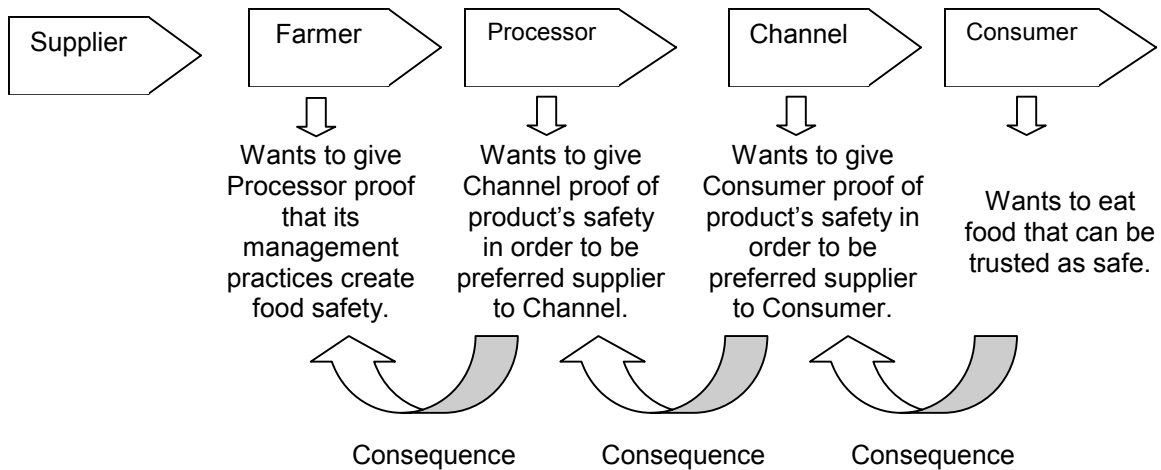 Supplier
Farmer
Processor
Channel
Consumer
Wants to give
Processor proof
that its
management
practices create
food safety.
Wants to give
Channel proof of
product’s safety
in order to be
preferred supplier
to Channel.
Wants to give
Consumer proof of
product’s safety in
order to be
preferred supplier
to Consumer.
Wants to eat
food that can be
trusted as safe.
Consequence
Consequence
Consequence